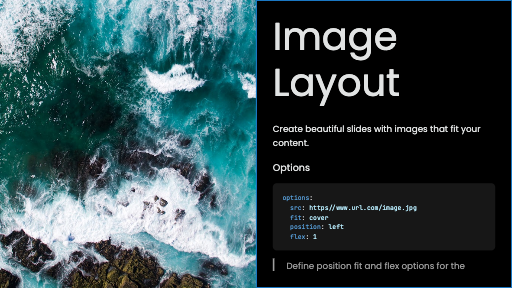 Image
Layout
Create beautiful slides with images that fit your
content.
Options
options:
src: https//www.url.com/image.jpg
fit: cover
position: left
flex: 1
Define position fit and flex options for the